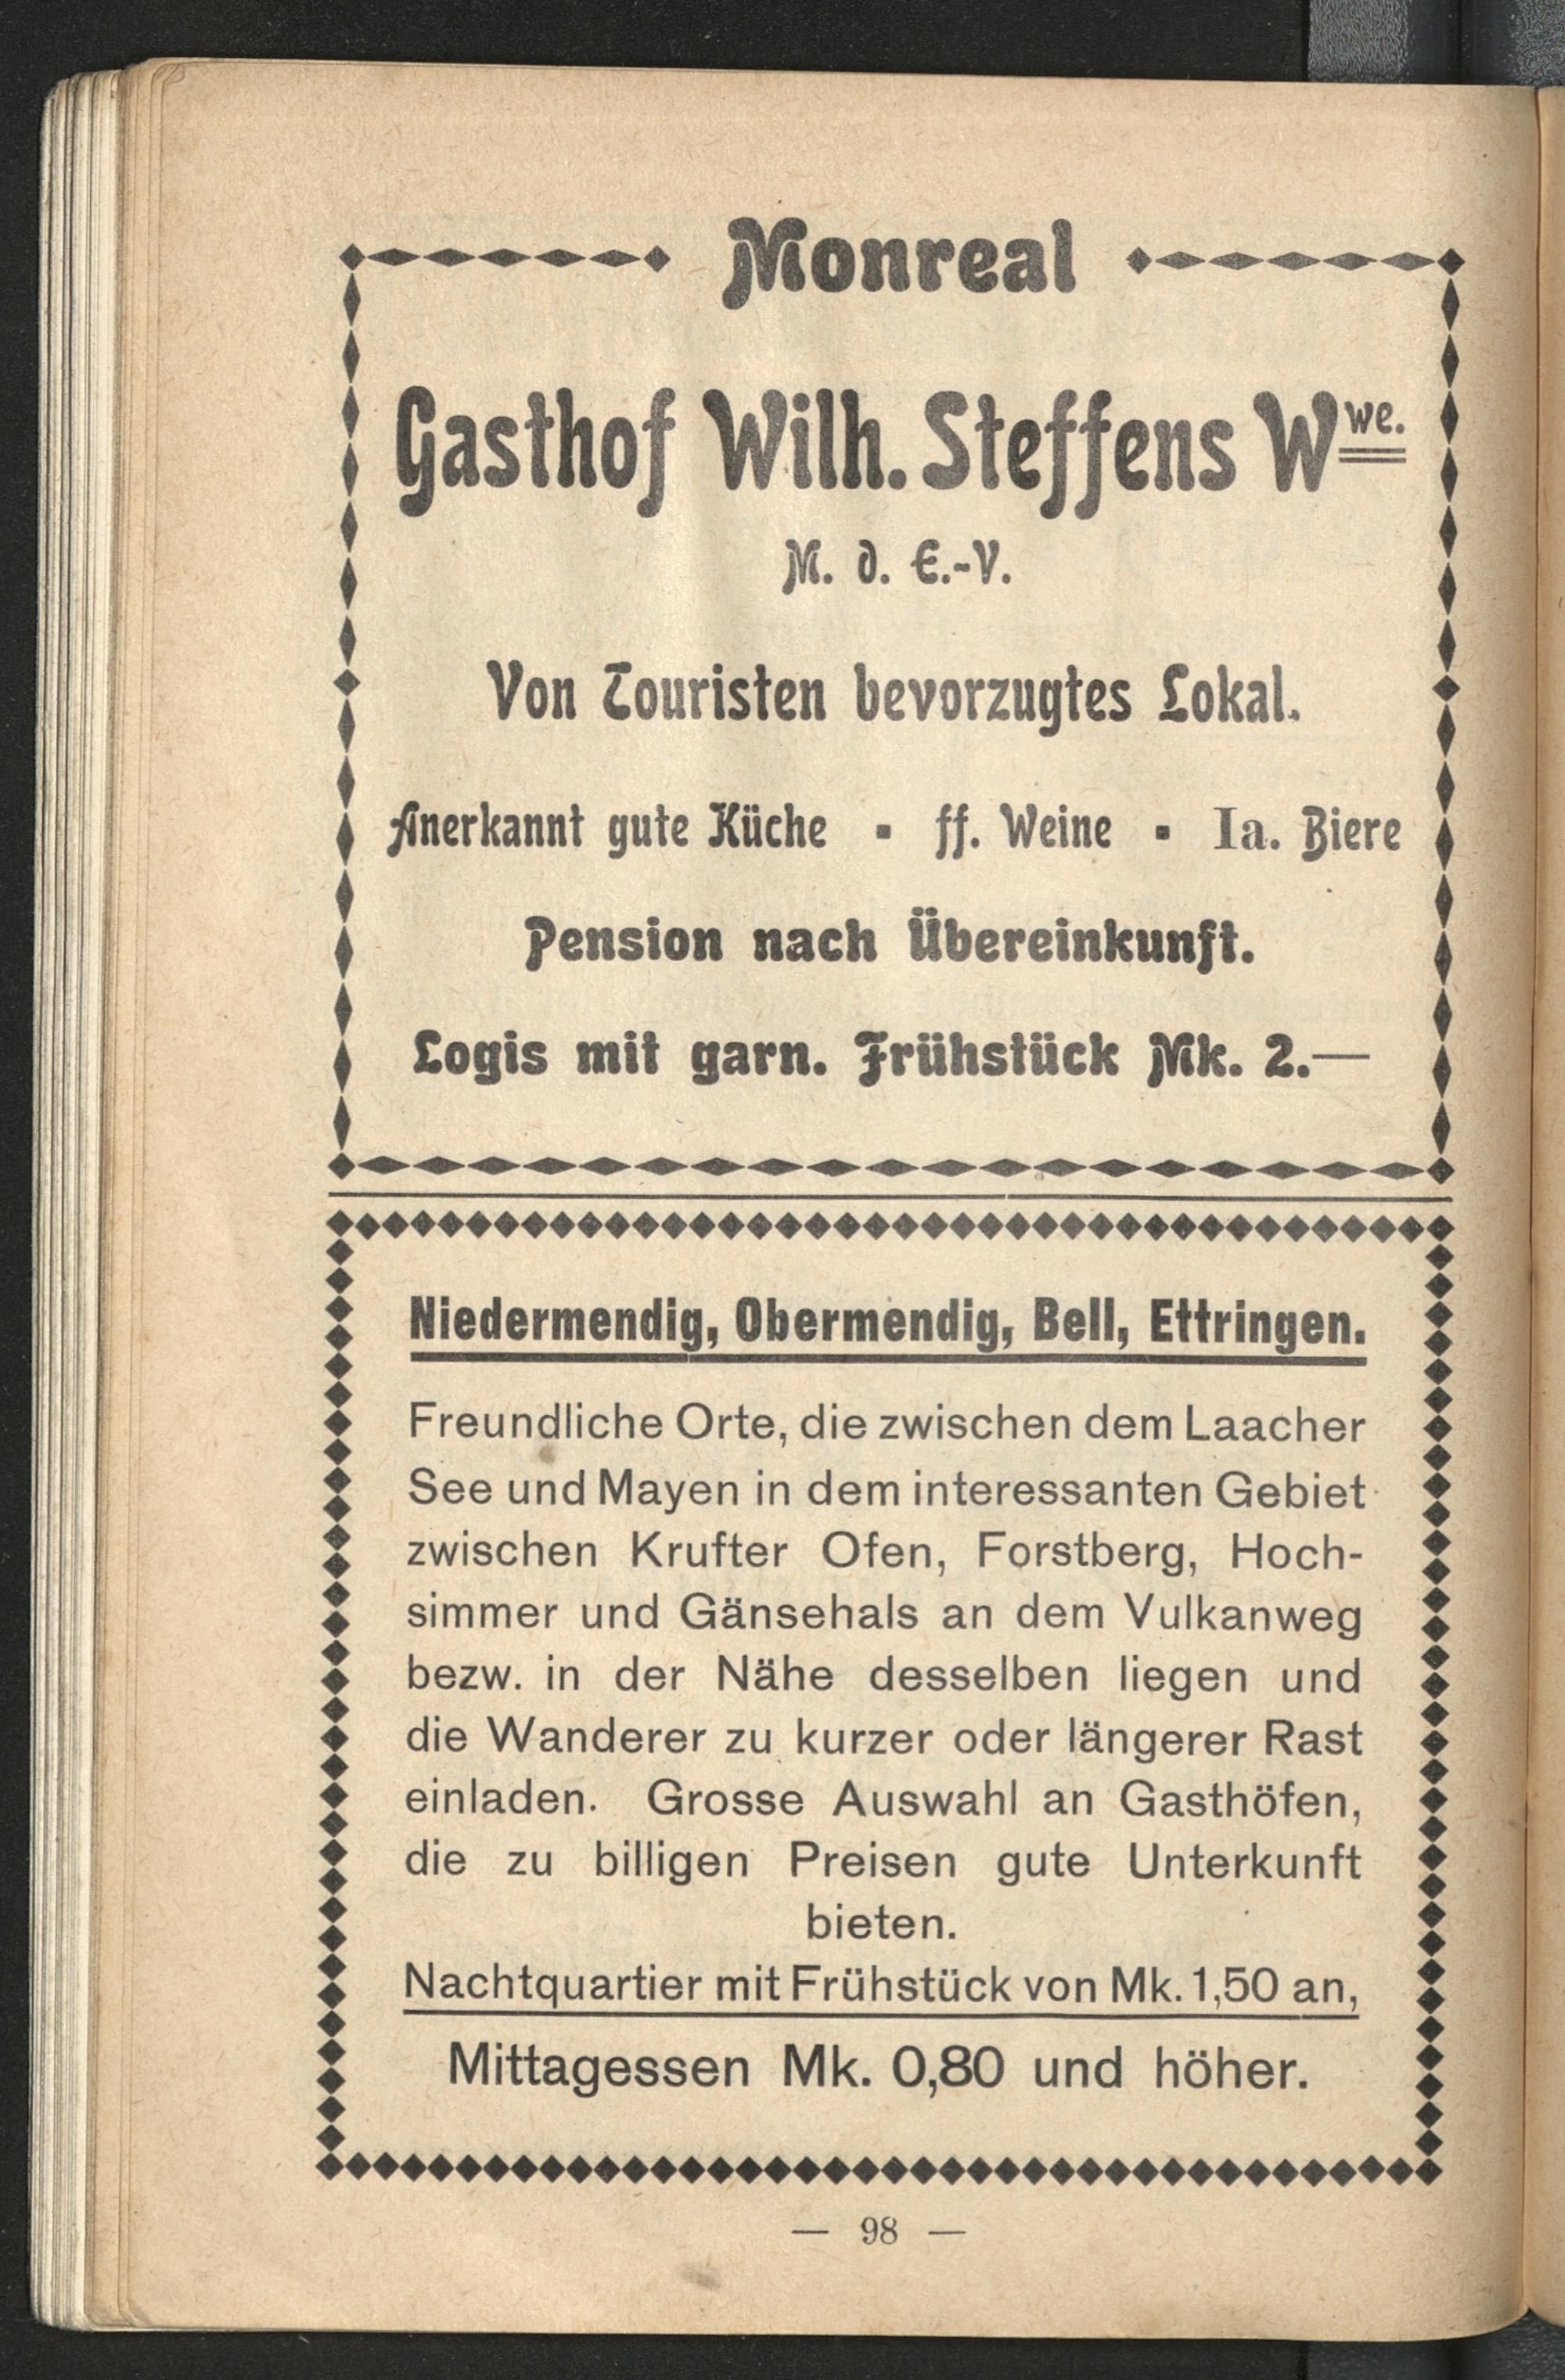 Monreal
Gasthof Wilh. Steffens Wwe.
M. d. E.-V.
Von Touristen bevorzugtes Lokal.
Anerkannt gute Küche ▪ ff. Weine ▪ Ia. Biere
Pension nach Übereinkunft.
Logis mit garn. Frühstück Mk. 2.—
Niedermendig, Obermendig, Bell, Ettringen.
Freundliche Orte, die zwischen dem Laacher
See und Mayen in dem interessanten Gebiet
zwischen Krufter Ofen, Forstberg, Hoch-
simmer und Gänsehals an dem Vulkanweg
bezw. in der Nähe desselben liegen und
die Wanderer zu kurzer oder längerer Rast
einladen. Grosse Auswahl an Gasthöfen,
die zu billigen Preisen gute Unterkunft
bieten.
Nachtquartier mit Frühstück von Mk. 1,50 an,
Mittagessen Mk. 0,80 und höher.
— 98 —